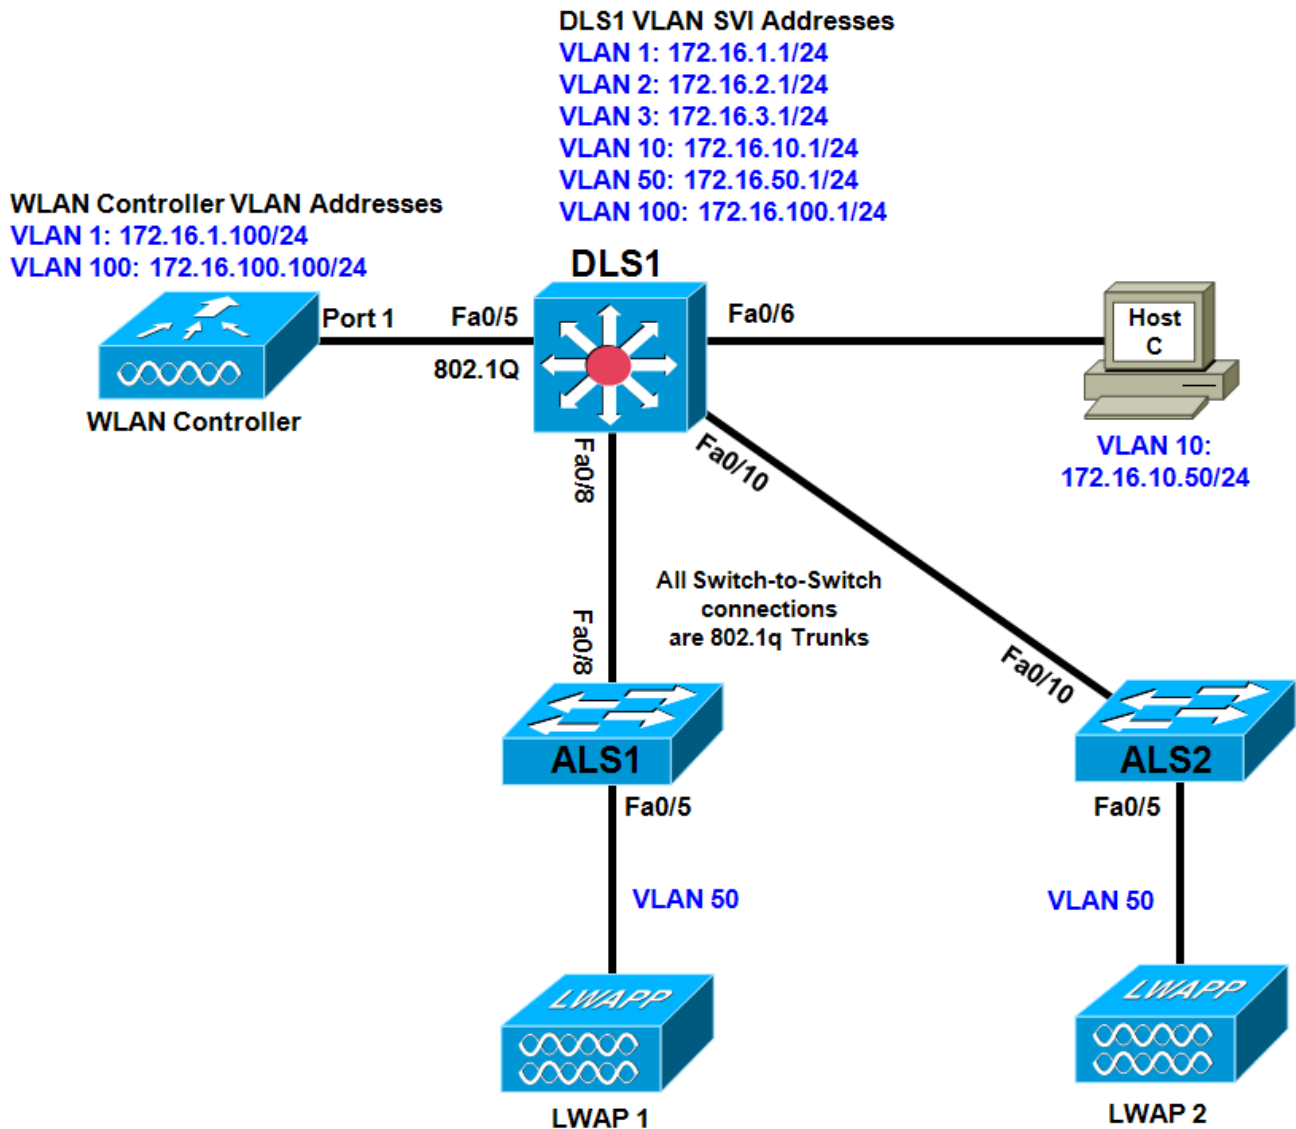 DLS1 VLAN SVI Addresses
VLAN 1: 172.16.1.1/24
VLAN 2: 172.16.2.1/24
VLAN 3: 172.16.3.1/24
VLAN 10: 172.16.10.1/24
VLAN 50: 172.16.50.1/24
VLAN 100: 172.16.100.1/24
WLAN Controller VLAN Addresses
VLAN 1: 172.16.1.100/24
VLAN 100: 172.16.100.100/24
DLS1
Port 1
Fa0/5
802.1Q
Fa0/6
Host
C
WLAN Controller
VLAN 10:
172.16.10.50/24
Fa0/8
Fa0/10
All Switch-to-Switch
connections
are 802.1q Trunks
Fa0/8
Fa0/10
ALS1
ALS2
Fa0/5
Fa0/5
VLAN 50
VLAN 50
LWAPP
LWAPP
LWAP 1
LWAP 2